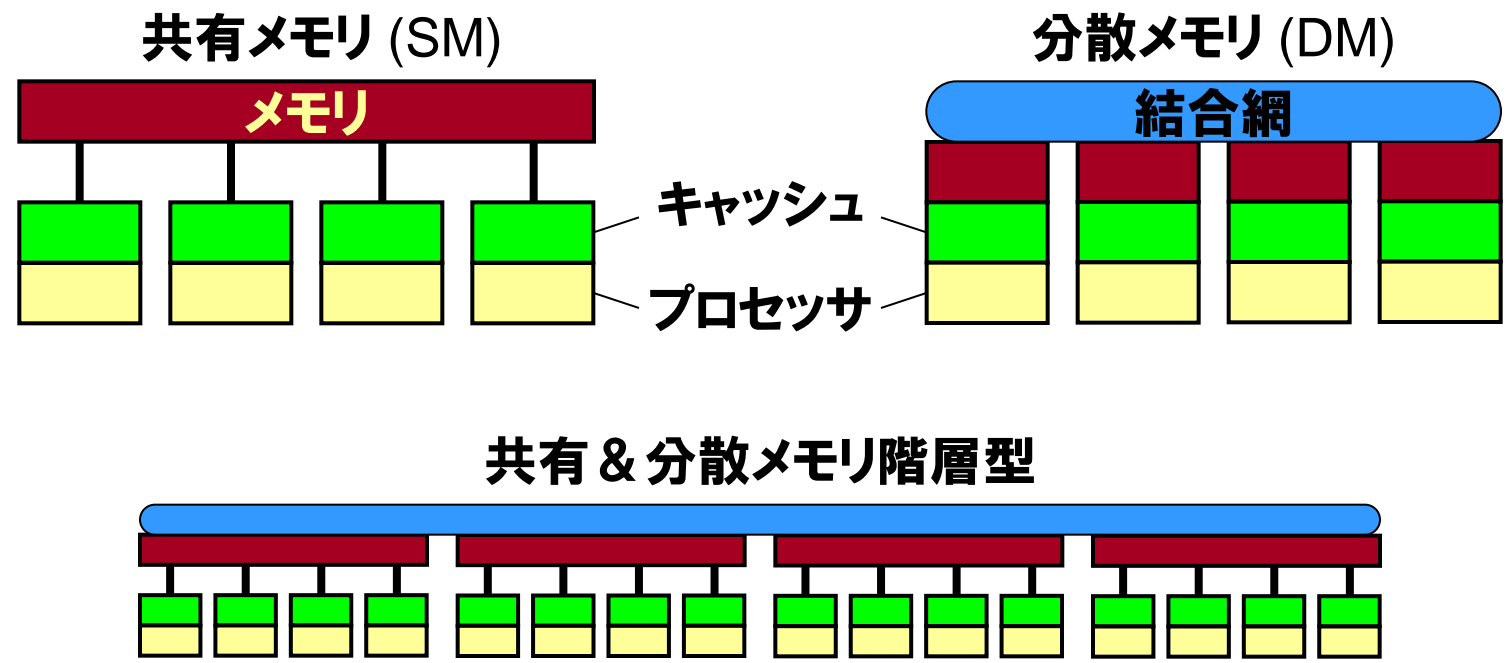 共有メモリ (SM)
分散メモリ (DM)
メモリ
結合網
キャッシュ
プロセッサ
共有 & 分散メモリ階層型